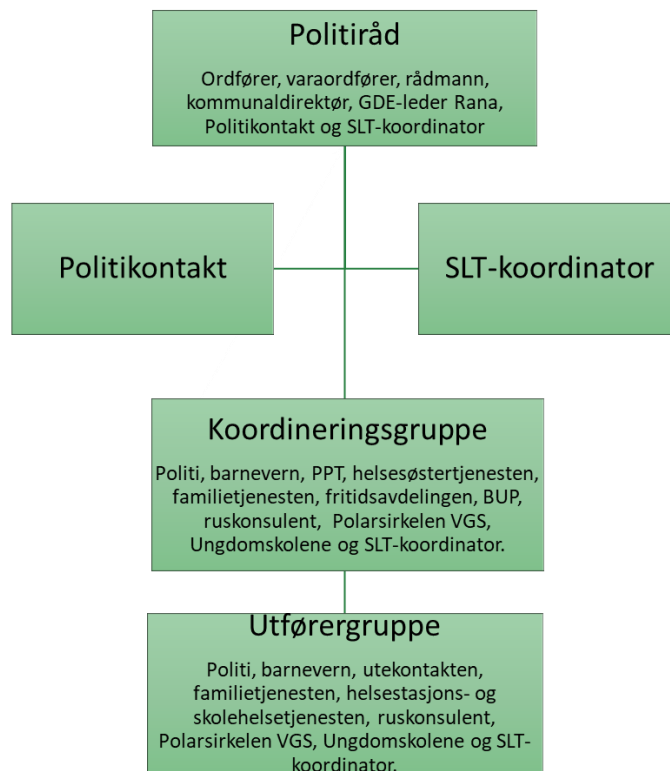 Politiråd
Ordfører, varaordfører, rådmann,
kommunaldirektør, GDE-leder Rana,
Politikontakt og SLT-koordinator
Politikontakt
SLT-koordinator
Koordineringsgruppe
Politi, barnevern, PPT, helsesøstertjenesten,
familietjenesten, fritidsavdelingen, BUP,
ruskonsulent, Polarsirkelen VGS,
Ungdomskolene og SLT-koordinator.
Utførergruppe
Politi, barnevern, utekontakten,
familietjenesten, helsestasjons- og
skolehelsetjenesten, ruskonsulent,
Polarsirkelen VGS, Ungdomskolene og SLT-
koordinator.